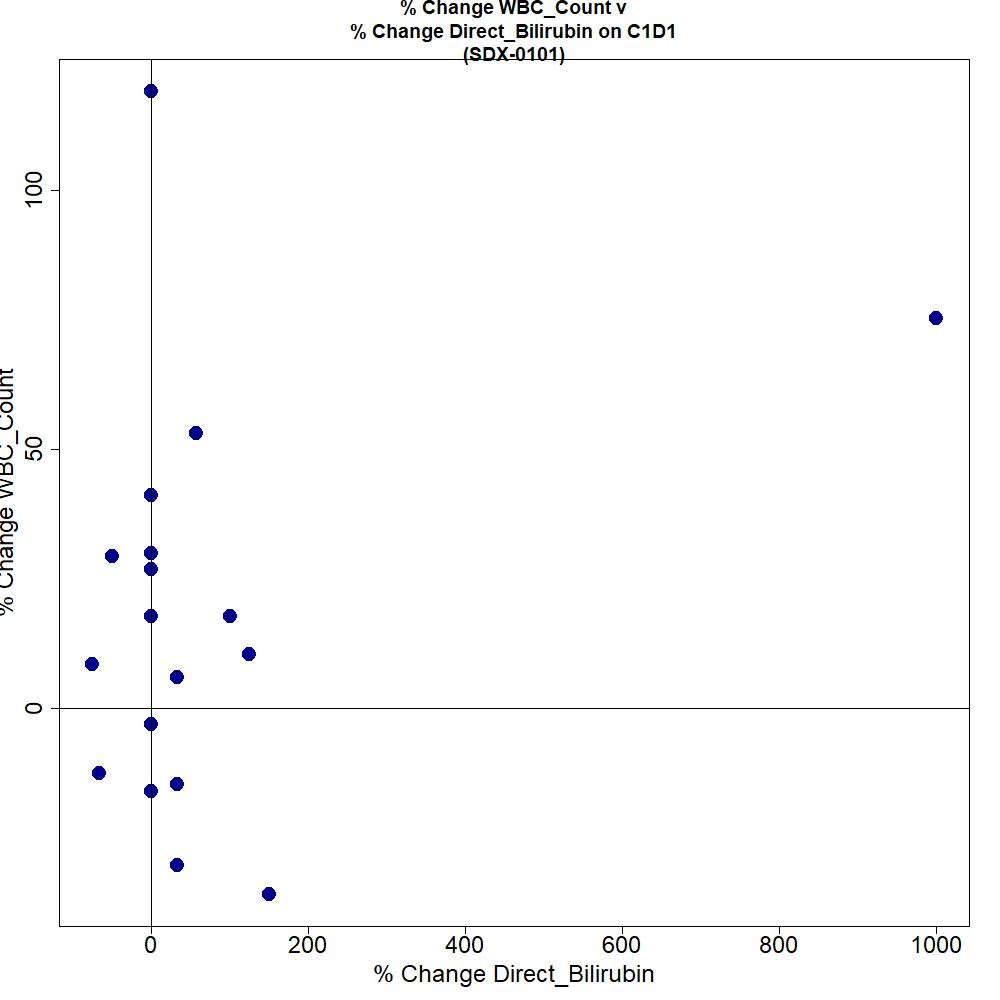 % Change WBC_Count v
% Change Direct_Bilirubin on C1D1
(SDX-0101)
% Change WBC_Count
100
50
0
0
200
400
600
800
1000
% Change Direct_Bilirubin